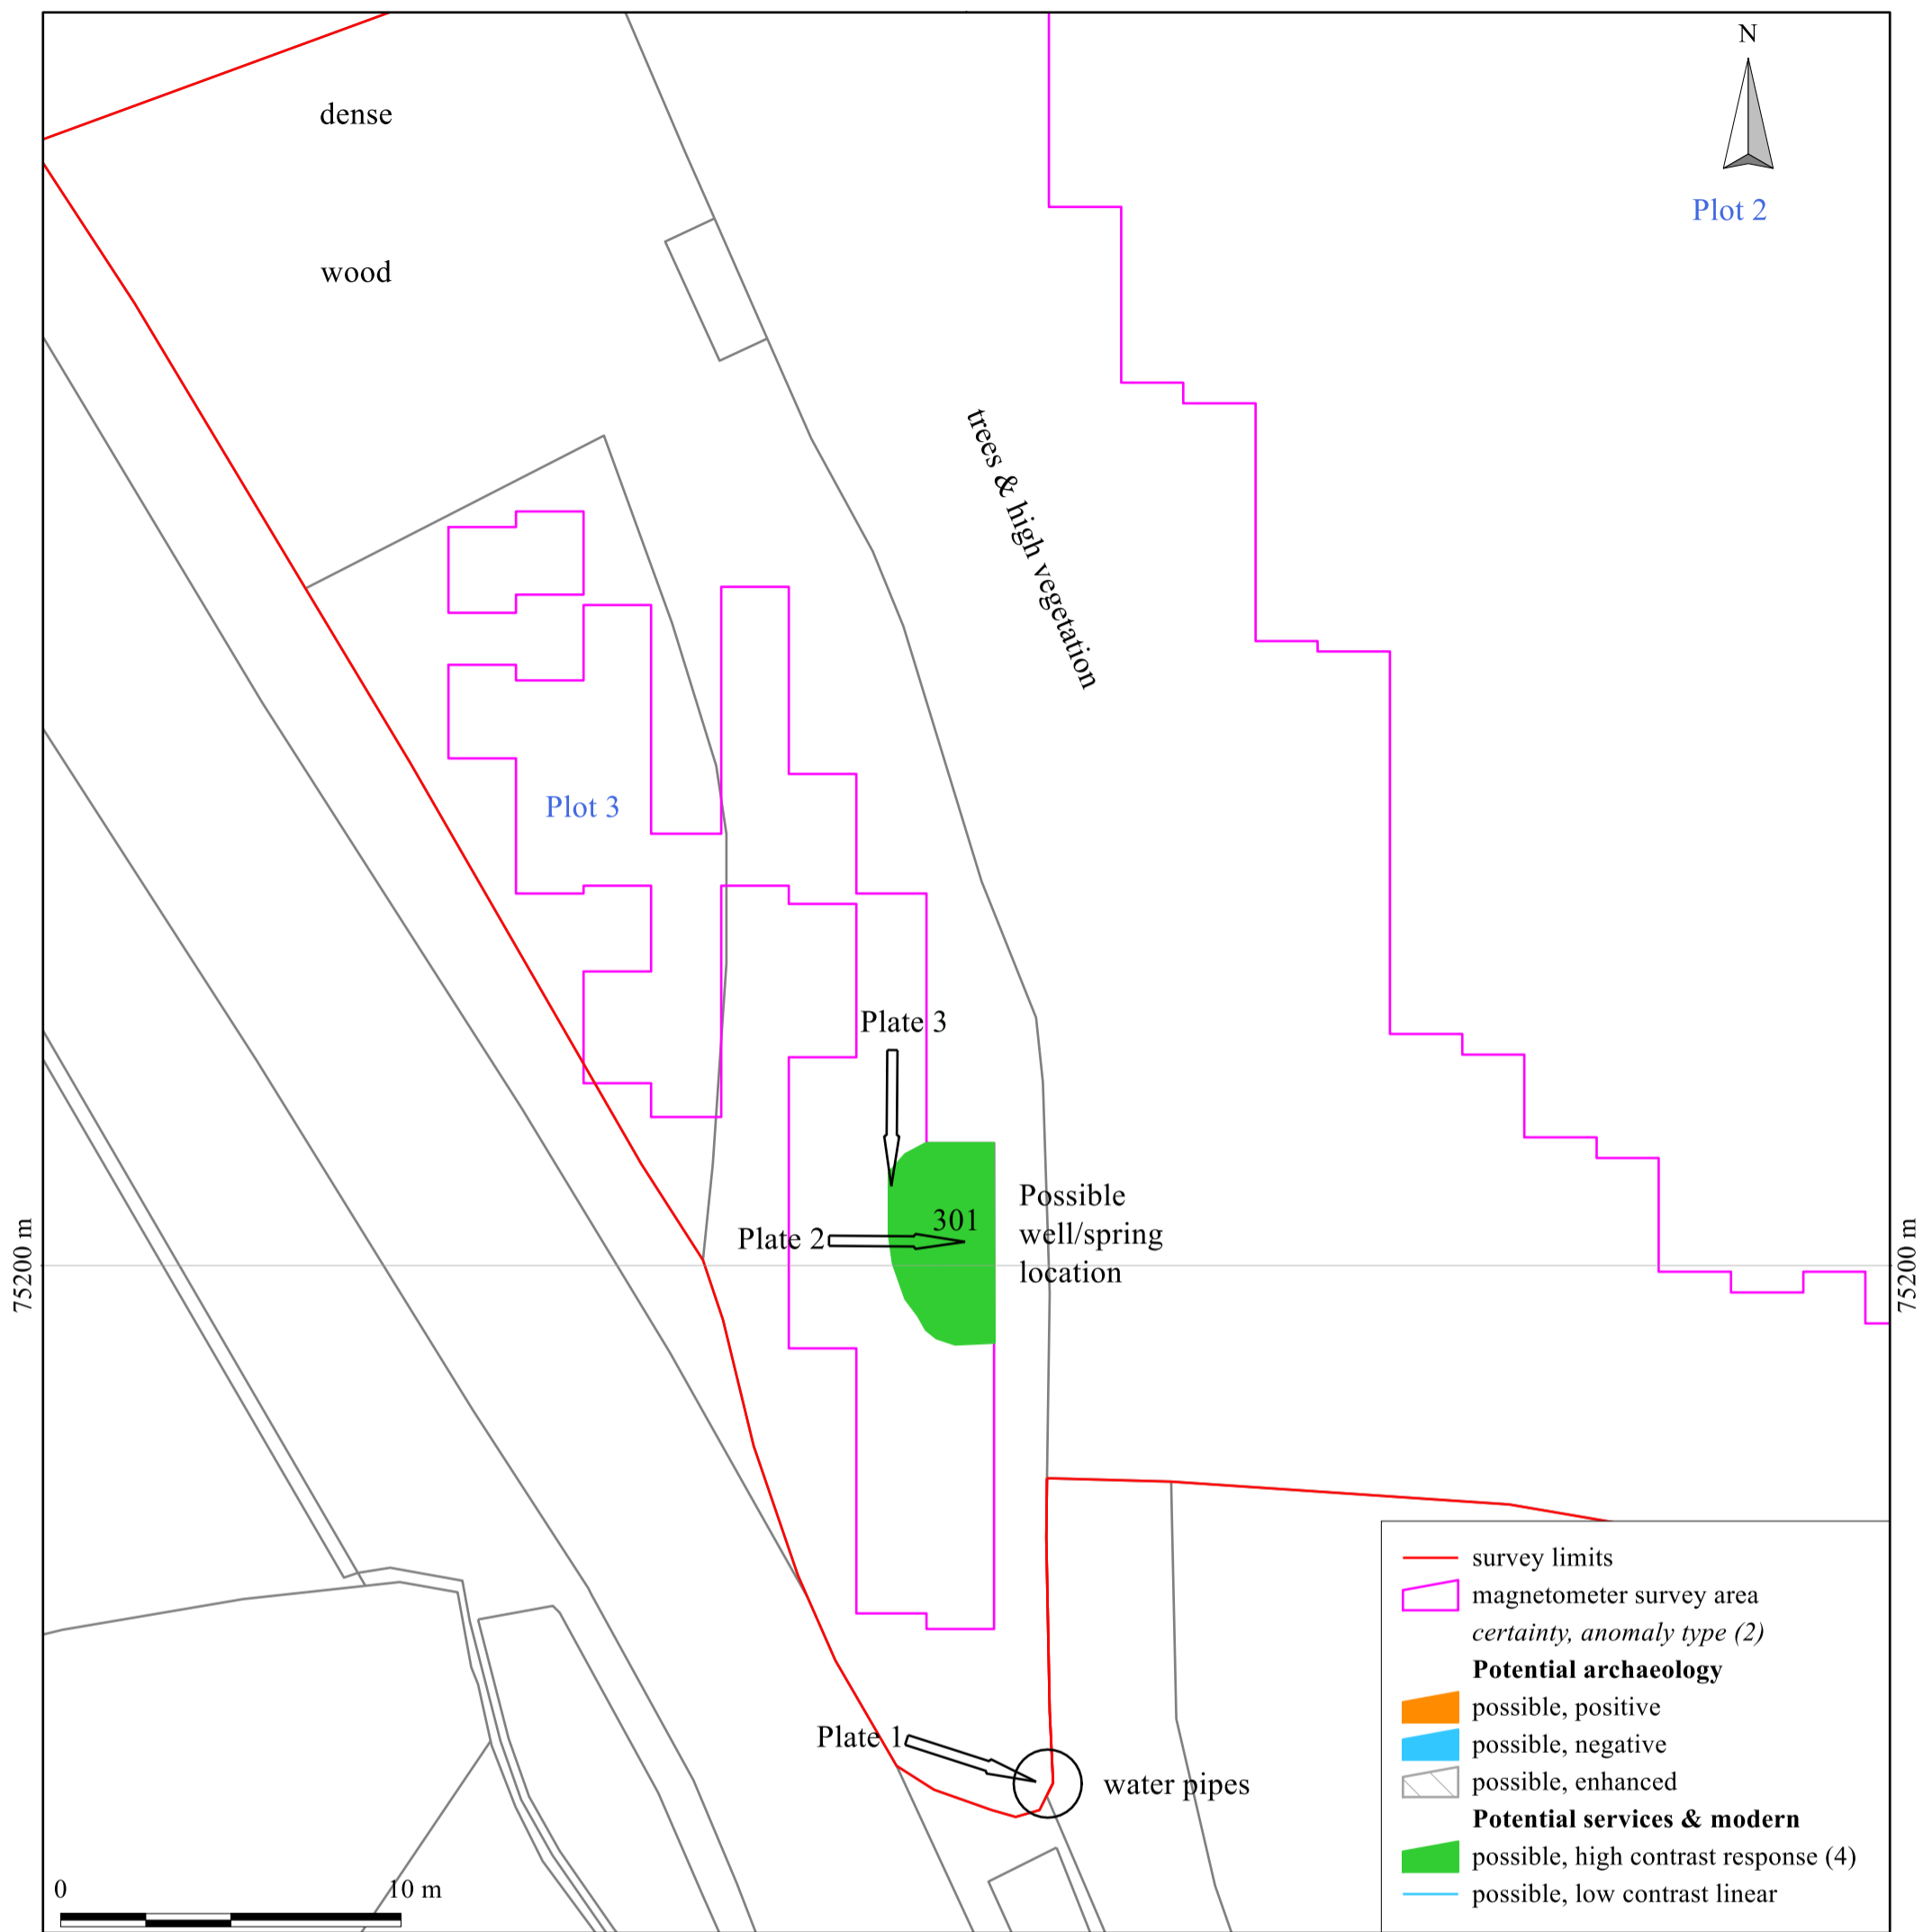 N
dense
Plot 2
wood
trees & high vegetation
Plot 3
Plate 3
Possible
301
well/spring
Plate 2
location
75200 m
75200 m
survey limits
magnetometer survey area
certainty, anomaly type (2)
Potential archaeology
possible, positive
Plate 1
possible, negative
water pipes
possible, enhanced
Potential services & modern
possible, high contrast response (4)
0 10 m
possible, low contrast linear